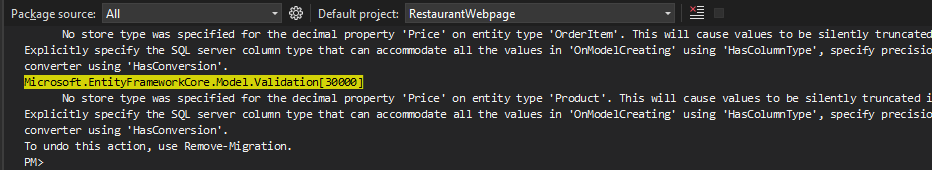 Package source: All Default project: RestaurantWebpage
No store type was specified for the decimal property 'Price' on entity type 'OrderItem'. This will cause values to be silently truncated
Explicitly specify the SQL server column type that can accommodate all the values in 'OnModelCreating' using 'HasColumnType', specify precisio
converter using 'HasConversion'.
Microsoft.EntityFrameworkCore.Model.Validation[30000]
No store type was specified for the decimal property 'Price' on entity type 'Product'. This will cause values to be silently truncated i
Explicitly specify the SQL server column type that can accommodate all the values in 'OnModelCreating' using 'HasColumnType', specify precisio
converter using 'HasConversion'.
To undo this action, use Remove-Migration.
PM>